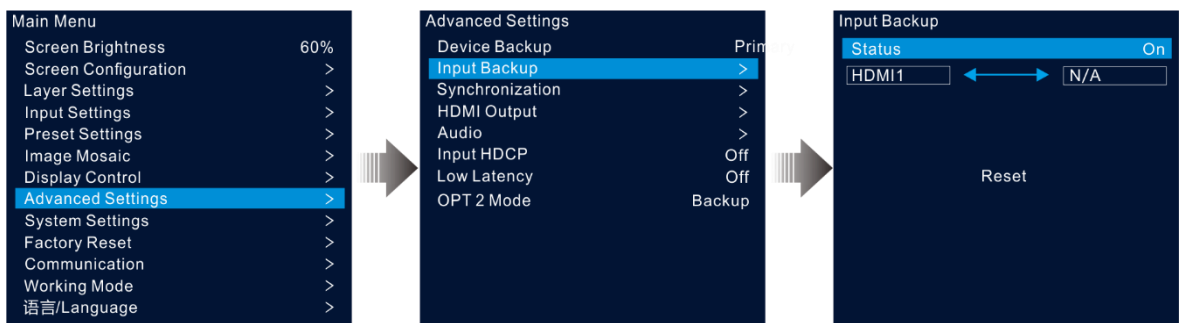 Main Menu
Screen Brightness 60%
Screen Configuration >
Layer Settings >
Input Settings >
Preset Settings >
Image Mosaic >
Display Control >
Advanced Settings >
System Settings >
Factory Reset >
Communication >
Working Mode >
语言/Language >
Advanced Settings
Device Backup Primary
Input Backup >
Synchronization >
HDMI Output >
Audio >
Input HDCP Off
Low Latency Off
OPT 2 Mode Backup
Input Backup
Status On
HDMI1 N/A
Reset